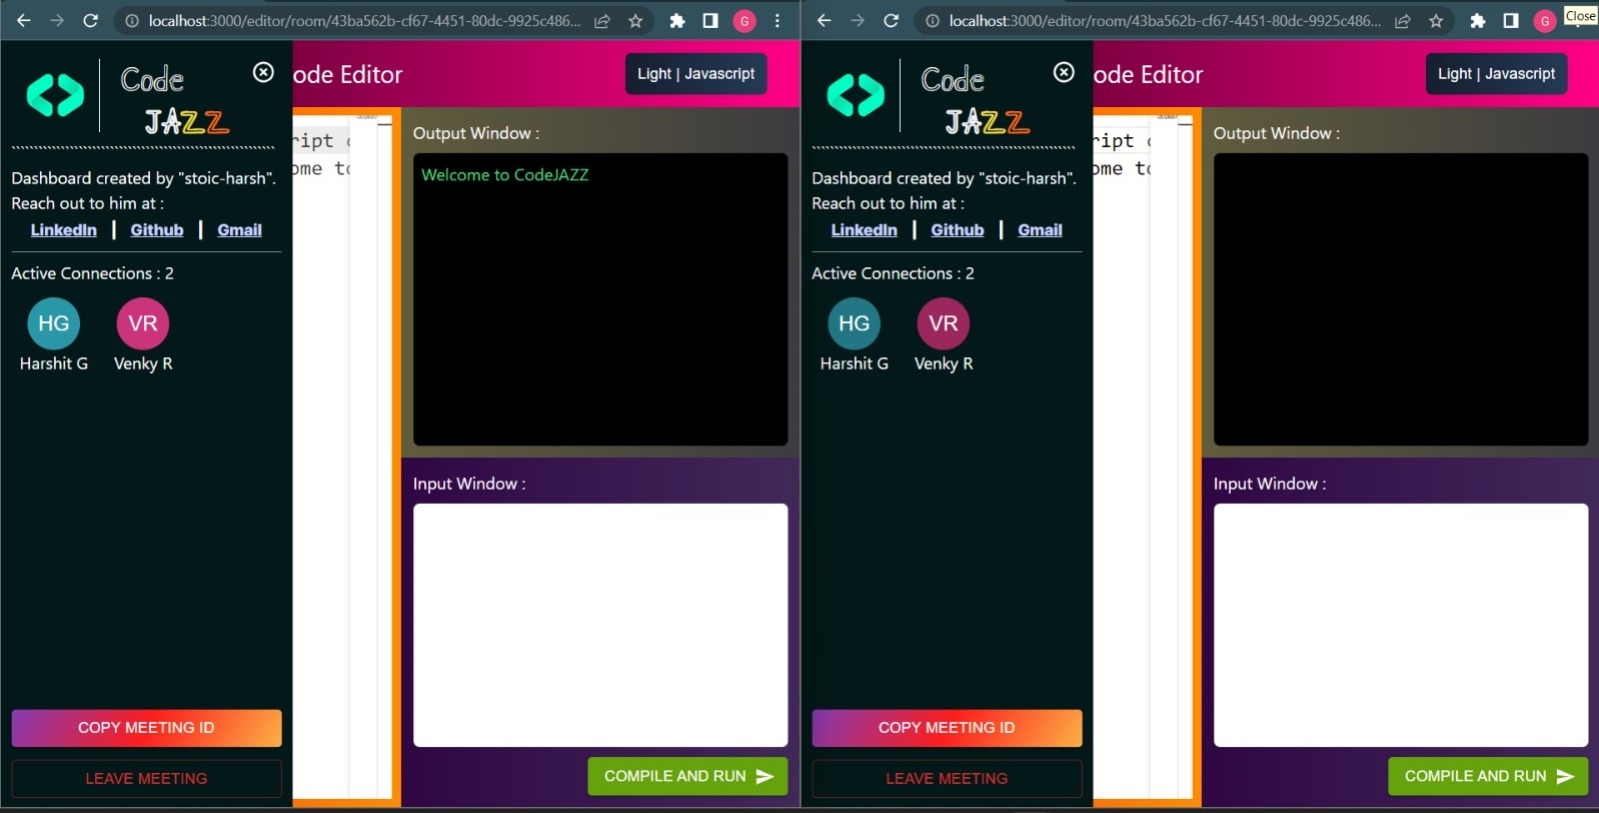 localhost:3000/editor/room/43ba562b-cf67-4451-80dc-9925c486...
G
Code
JAZZ
ode Editor
Light | Javascript
Dashboard created by "stoic-harsh".
Reach out to him at :
LinkedIn | Github | Gmail
Active Connections : 2
HG VR
Harshit G Venky R
COPY MEETING ID
LEAVE MEETING
ript c
ome to
Output Window :
Welcome to CodeJAZZ
Input Window :
COMPILE AND RUN
localhost:3000/editor/room/43ba562b-cf67-4451-80dc-9925c486...
G
Close
Code
JAZZ
ode Editor
Light | Javascript
Dashboard created by "stoic-harsh".
Reach out to him at :
LinkedIn | Github | Gmail
Active Connections : 2
HG VR
Harshit G Venky R
COPY MEETING ID
LEAVE MEETING
ript c
ome to
Output Window :
Input Window :
COMPILE AND RUN